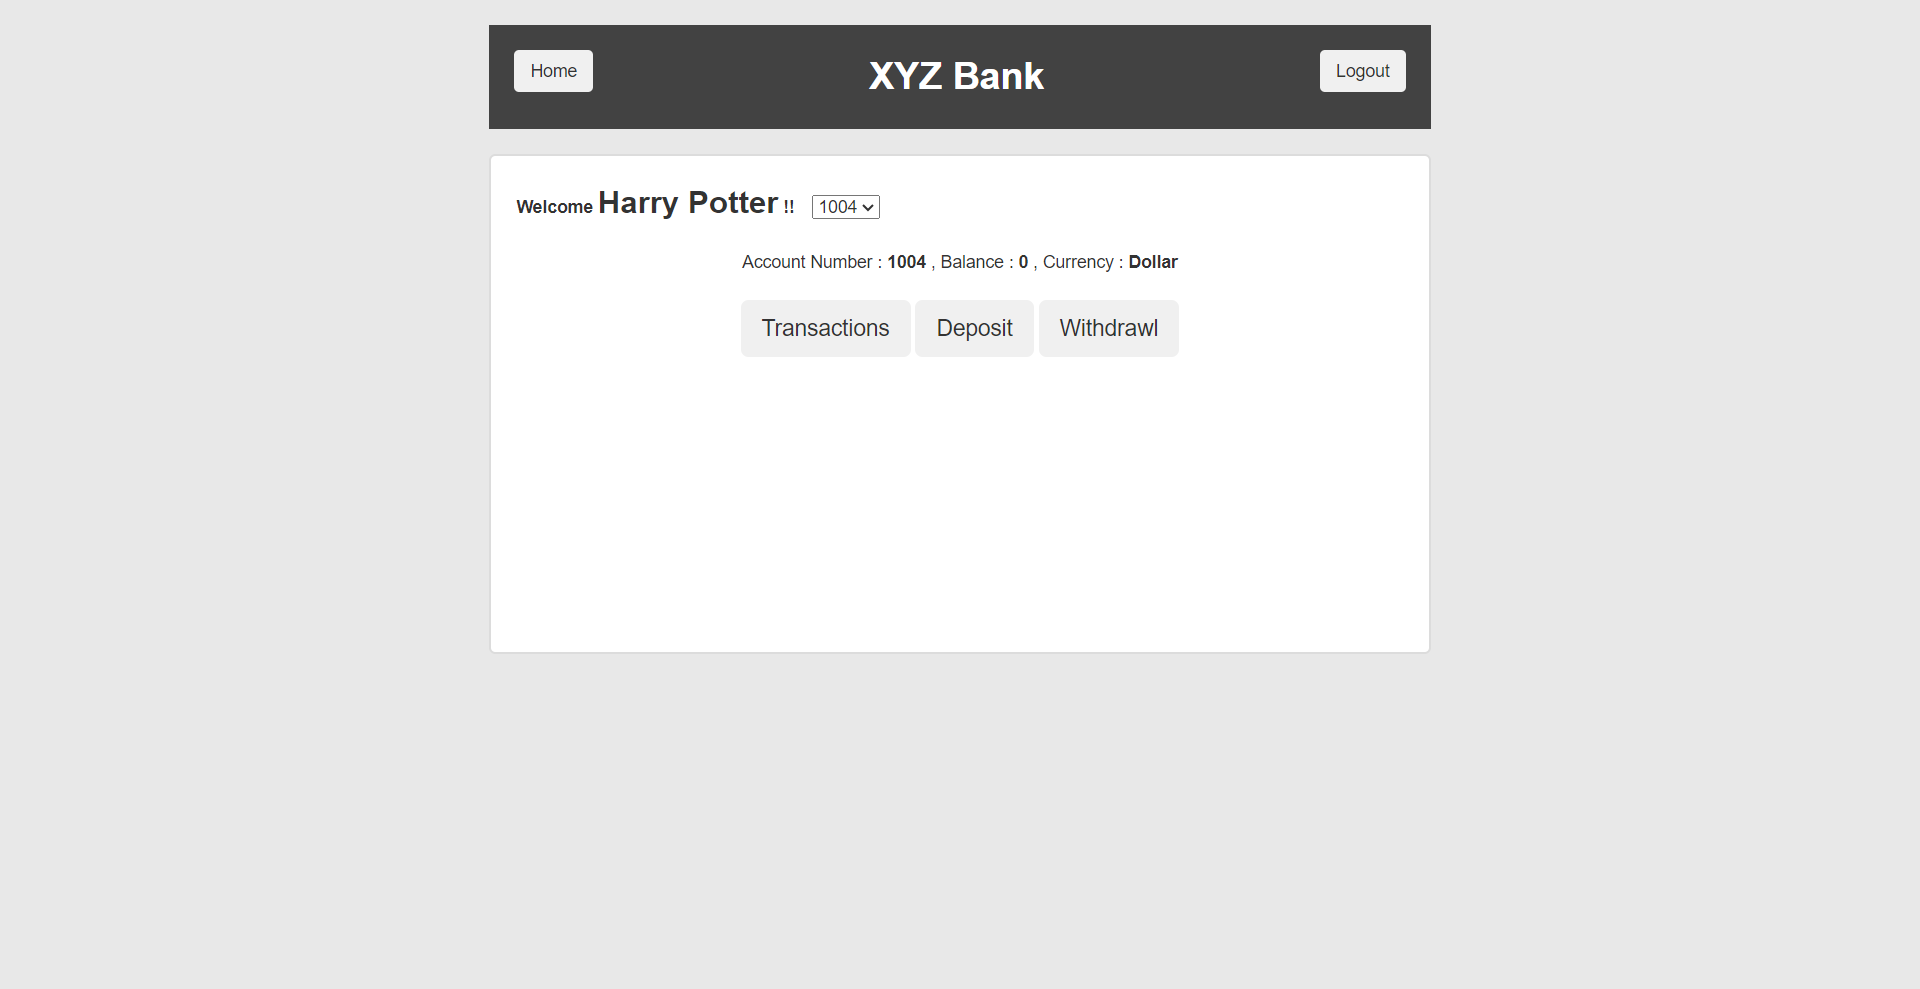 Home XYZ Bank Logout
Welcome Harry Potter !! 1004
Account Number : 1004 , Balance : 0 , Currency : Dollar
Transactions Deposit Withdrawl